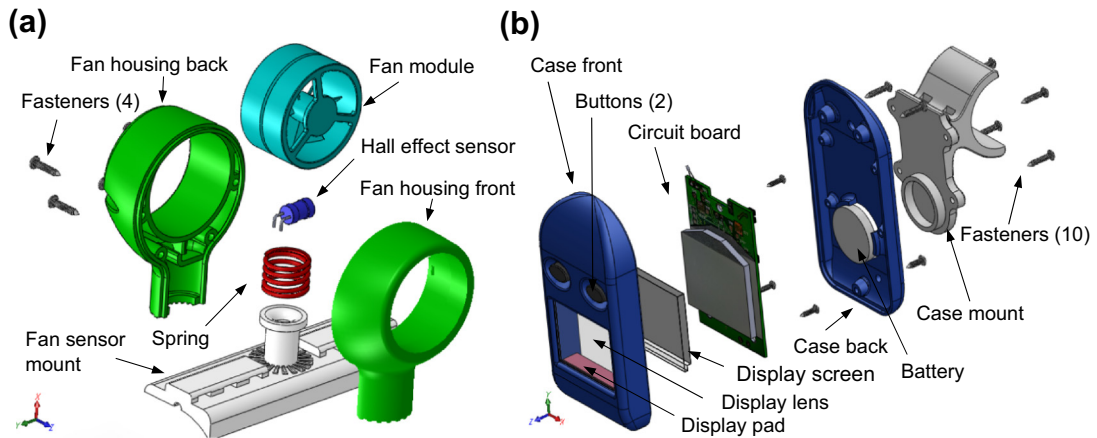 (a)
Fan housing back
Fasteners (4)
Fan module
Hall effect sensor
Fan housing front
Spring
Fan sensor
mount
X
Y
Z
(b)
Case front
Buttons (2)
Circuit board
Fasteners (10)
Case mount
Case back
Battery
Display screen
Display lens
Display pad
Y
Z
X